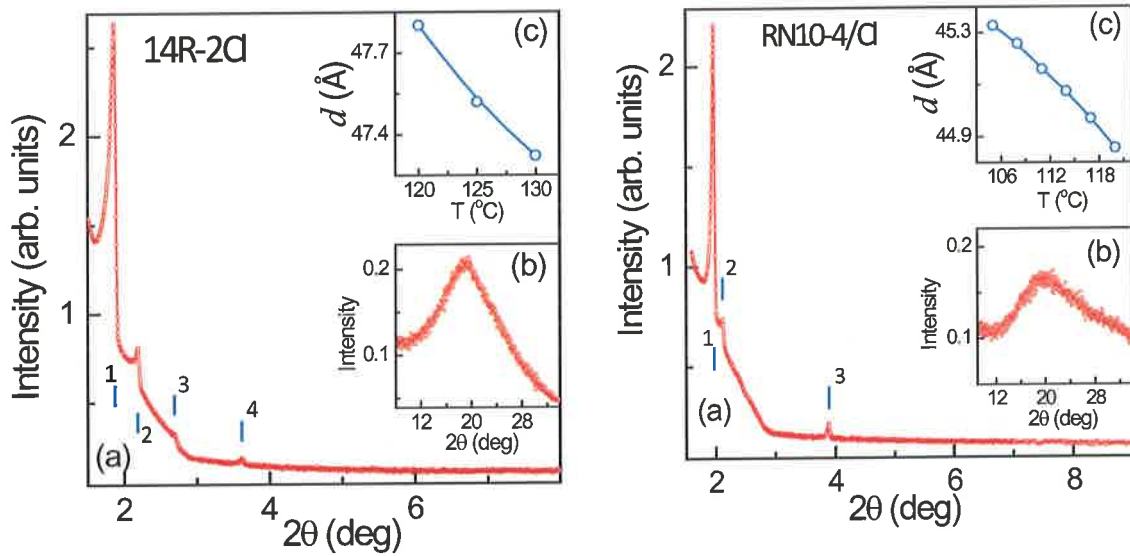 14R-2Cl
(c)
47.7
47.4
d (Å)
120 125 130
T (°C)
(b)
0.2
0.1
Intensity
12 20 28
2θ (deg)
2
1
Intensity (arb. units)
1
2
3
4
(a)
2 4 6
2θ (deg)
RN10-4/Cl
(c)
45.3
44.9
d (Å)
106 112 118
T (°C)
(b)
0.2
0.1
Intensity
12 20 28
2θ (deg)
2
1
Intensity (arb. units)
2
1
3
(a)
2 4 6 8
2θ (deg)